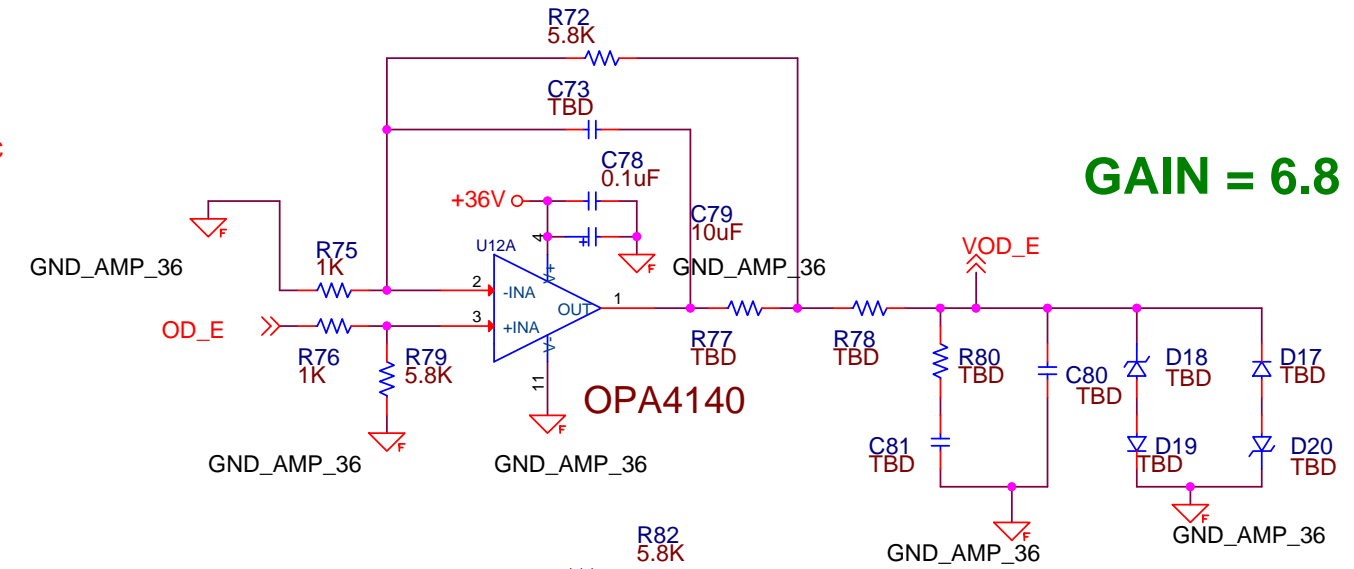 R72
5.8K
C73
TBD
C
C78
0.1uF
GAIN = 6.8
+36V
C79
10uF
4
U12A
V+
VOD_E
F
F
GND_AMP_36
R75
1K
GND_AMP_36
2
-INA
OUT
1
3
+INA
OD_E
R76
1K
R79
5.8K
V-
11
R77
TBD
R78
TBD
R80
TBD
C80
TBD
D18
TBD
D17
TBD
OPA4140
F
F
GND_AMP_36
GND_AMP_36
C81
TBD
D19
TBD
D20
TBD
F
F
GND_AMP_36
GND_AMP_36
R82
5.8K